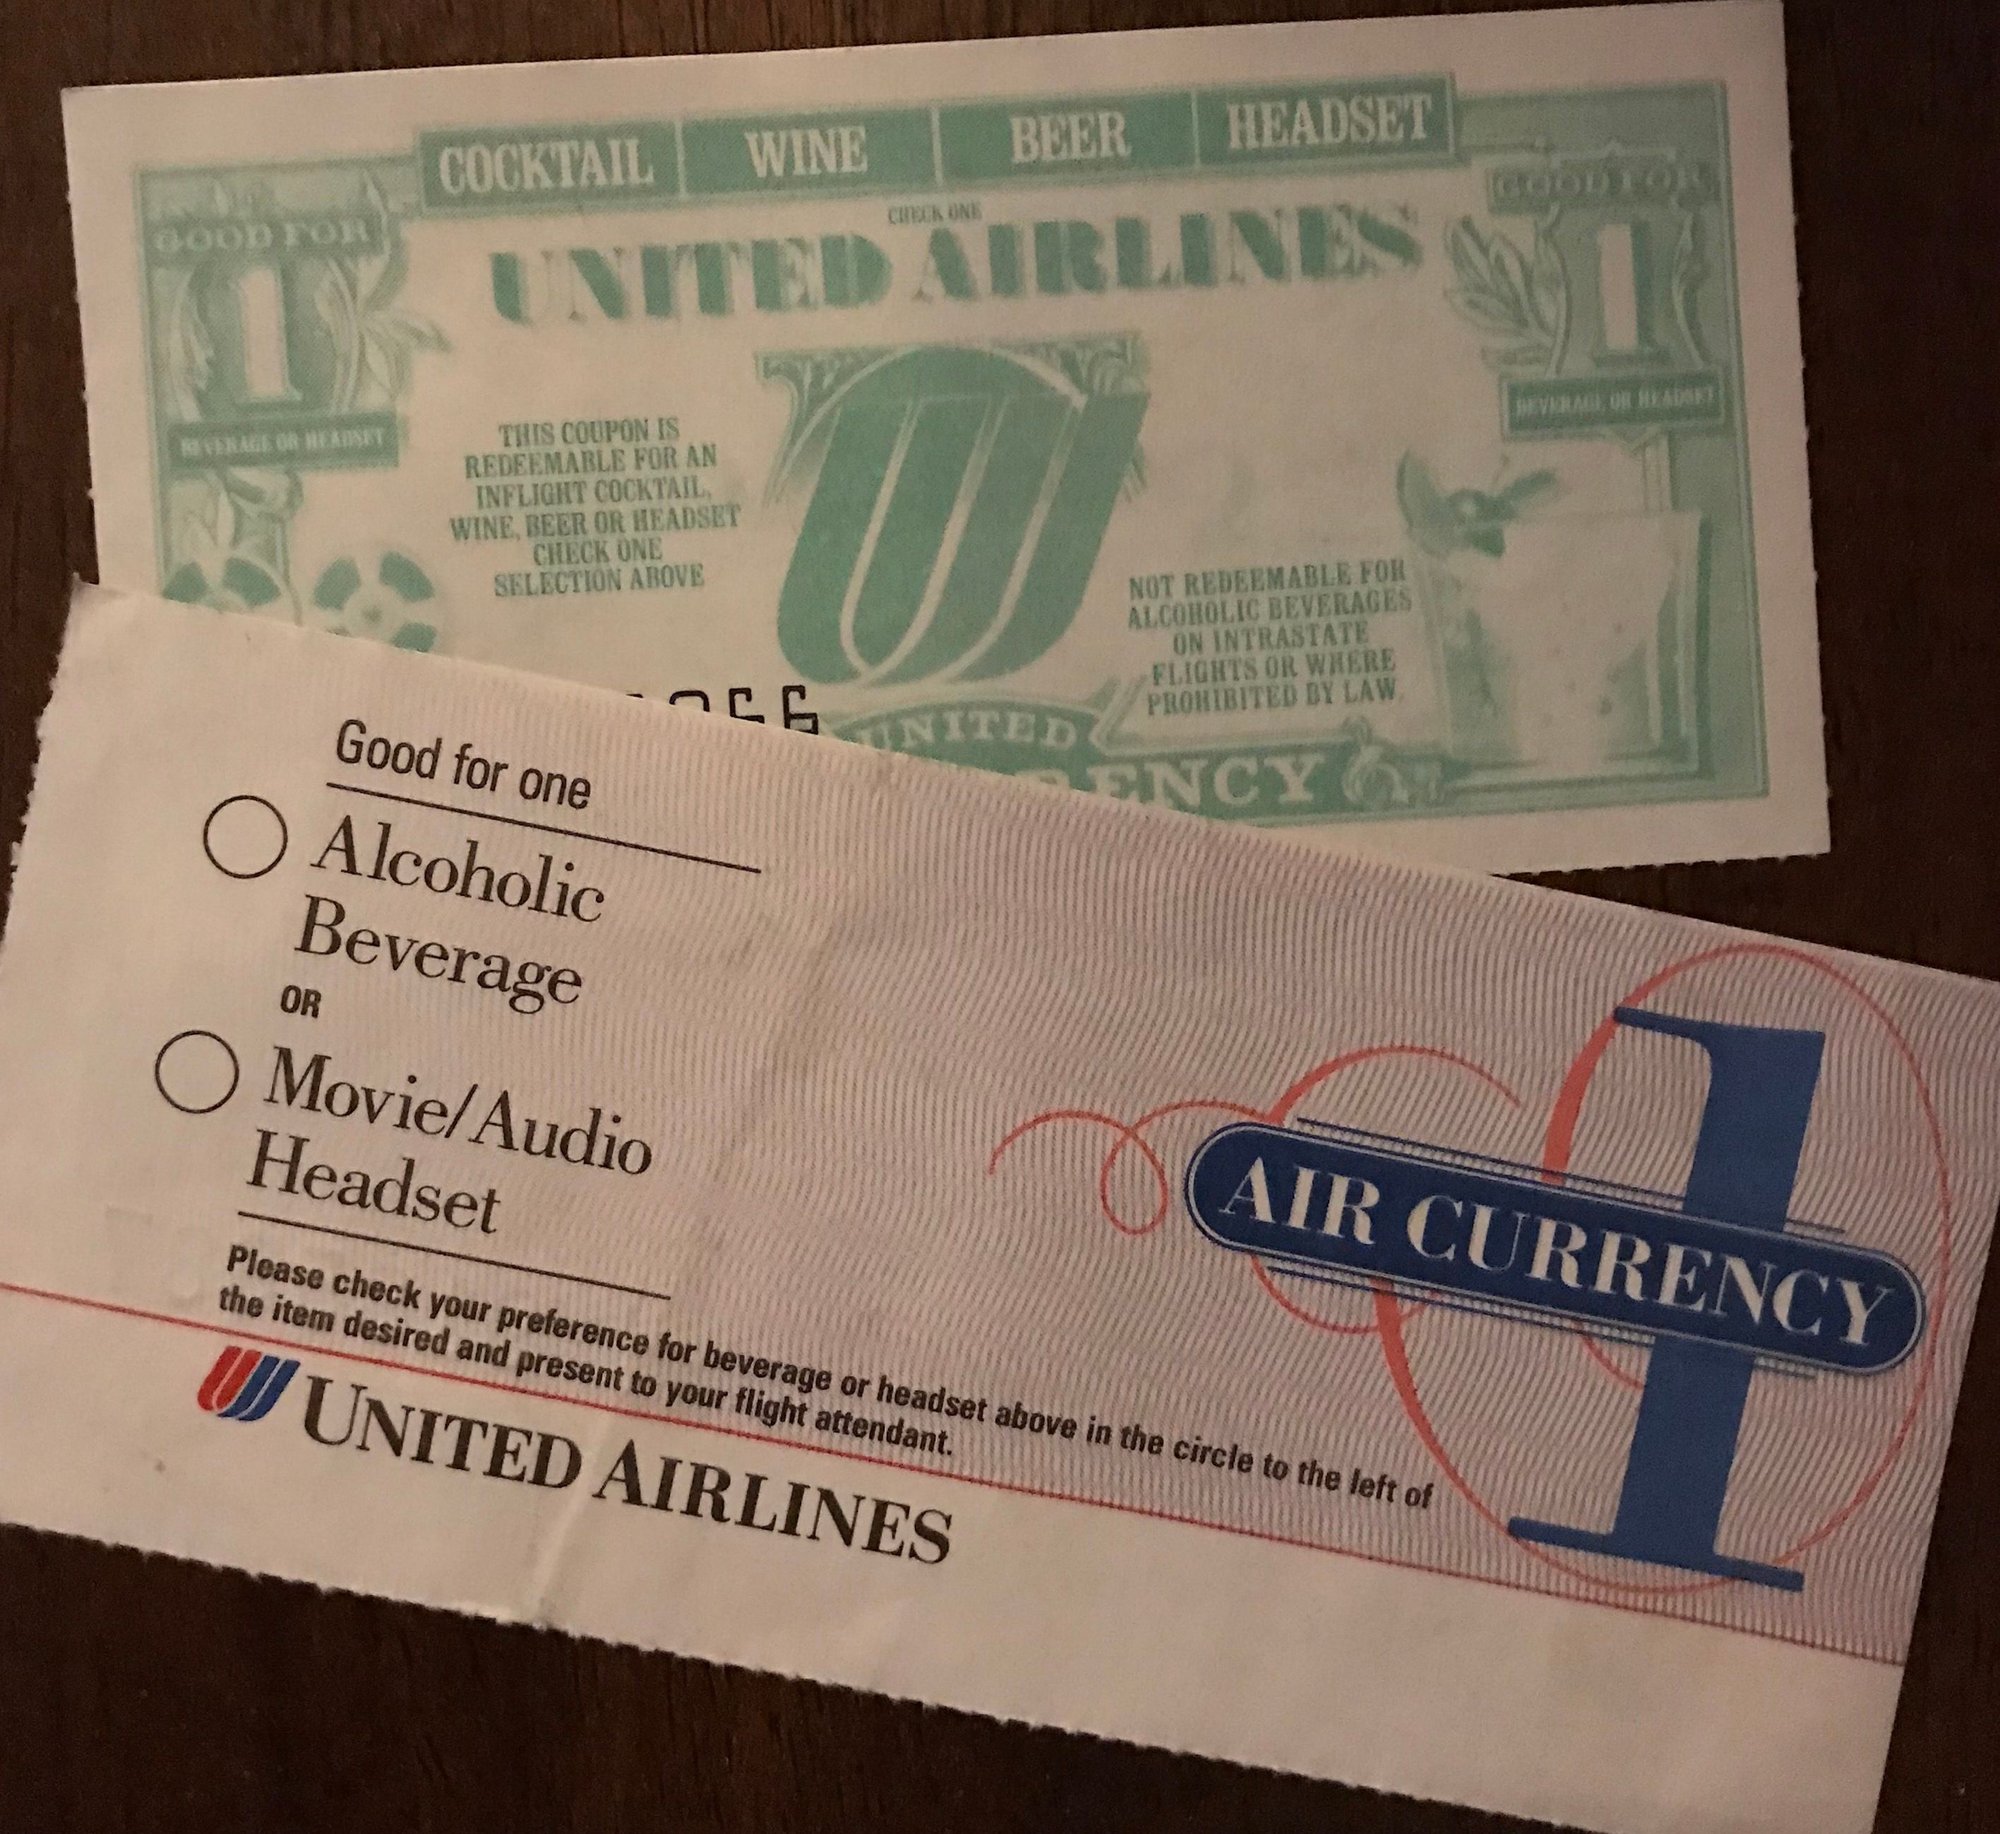 COCKTAIL WINE BEER HEADSET
CHECK ONE
GOOD FOR
1
BEVERAGE OR HEADSET
UNITED AIRLINES
GOOD FOR
1
BEVERAGE OR HEADSET
THIS COUPON IS
REDEEMABLE FOR AN
INFLIGHT COCKTAIL,
WINE, BEER OR HEADSET
CHECK ONE
SELECTION ABOVE
NOT REDEEMABLE FOR
ALCOHOLIC BEVERAGES
ON INTRASTATE
FLIGHTS OR WHERE
PROHIBITED BY LAW
UNITED
Good for one
Alcoholic
Beverage
OR
Movie/Audio
Headset
Please check your preference for beverage or headset above in the circle to the left of
the item desired and present to your flight attendant.
UNITED AIRLINES
1
AIR CURRENCY